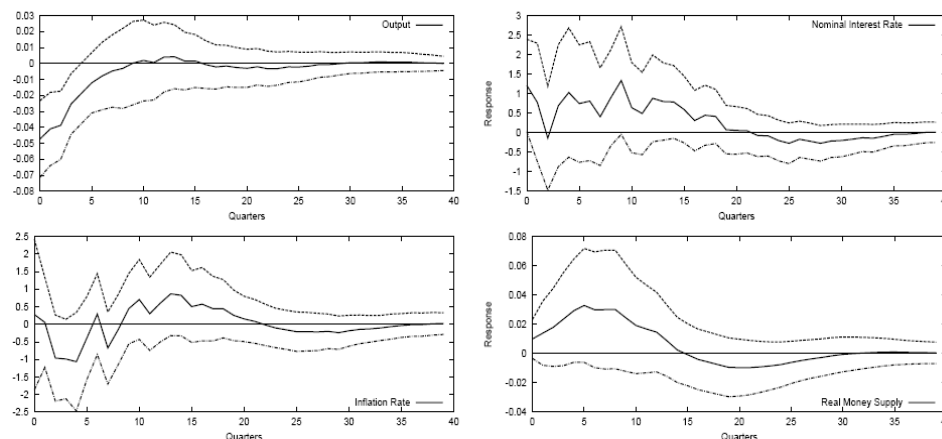 Output
0.03
0.02
0.01
0
-0.01
-0.02
-0.03
-0.04
-0.05
-0.06
-0.07
-0.08
0 5 10 15 20 25 30 35 40
Quarters
Nominal Interest Rate
Response
3
2.5
2
1.5
1
0.5
0
-0.5
-1
-1.5
0 5 10 15 20 25 30 35 40
Quarters
2.5
2
1.5
1
0.5
0
-0.5
-1
-1.5
-2
-2.5
Inflation Rate
0 5 10 15 20 25 30 35 40
Quarters
Response
0.08
0.06
0.04
0.02
0
-0.02
-0.04
Real Money Supply
0 5 10 15 20 25 30 35 40
Quarters